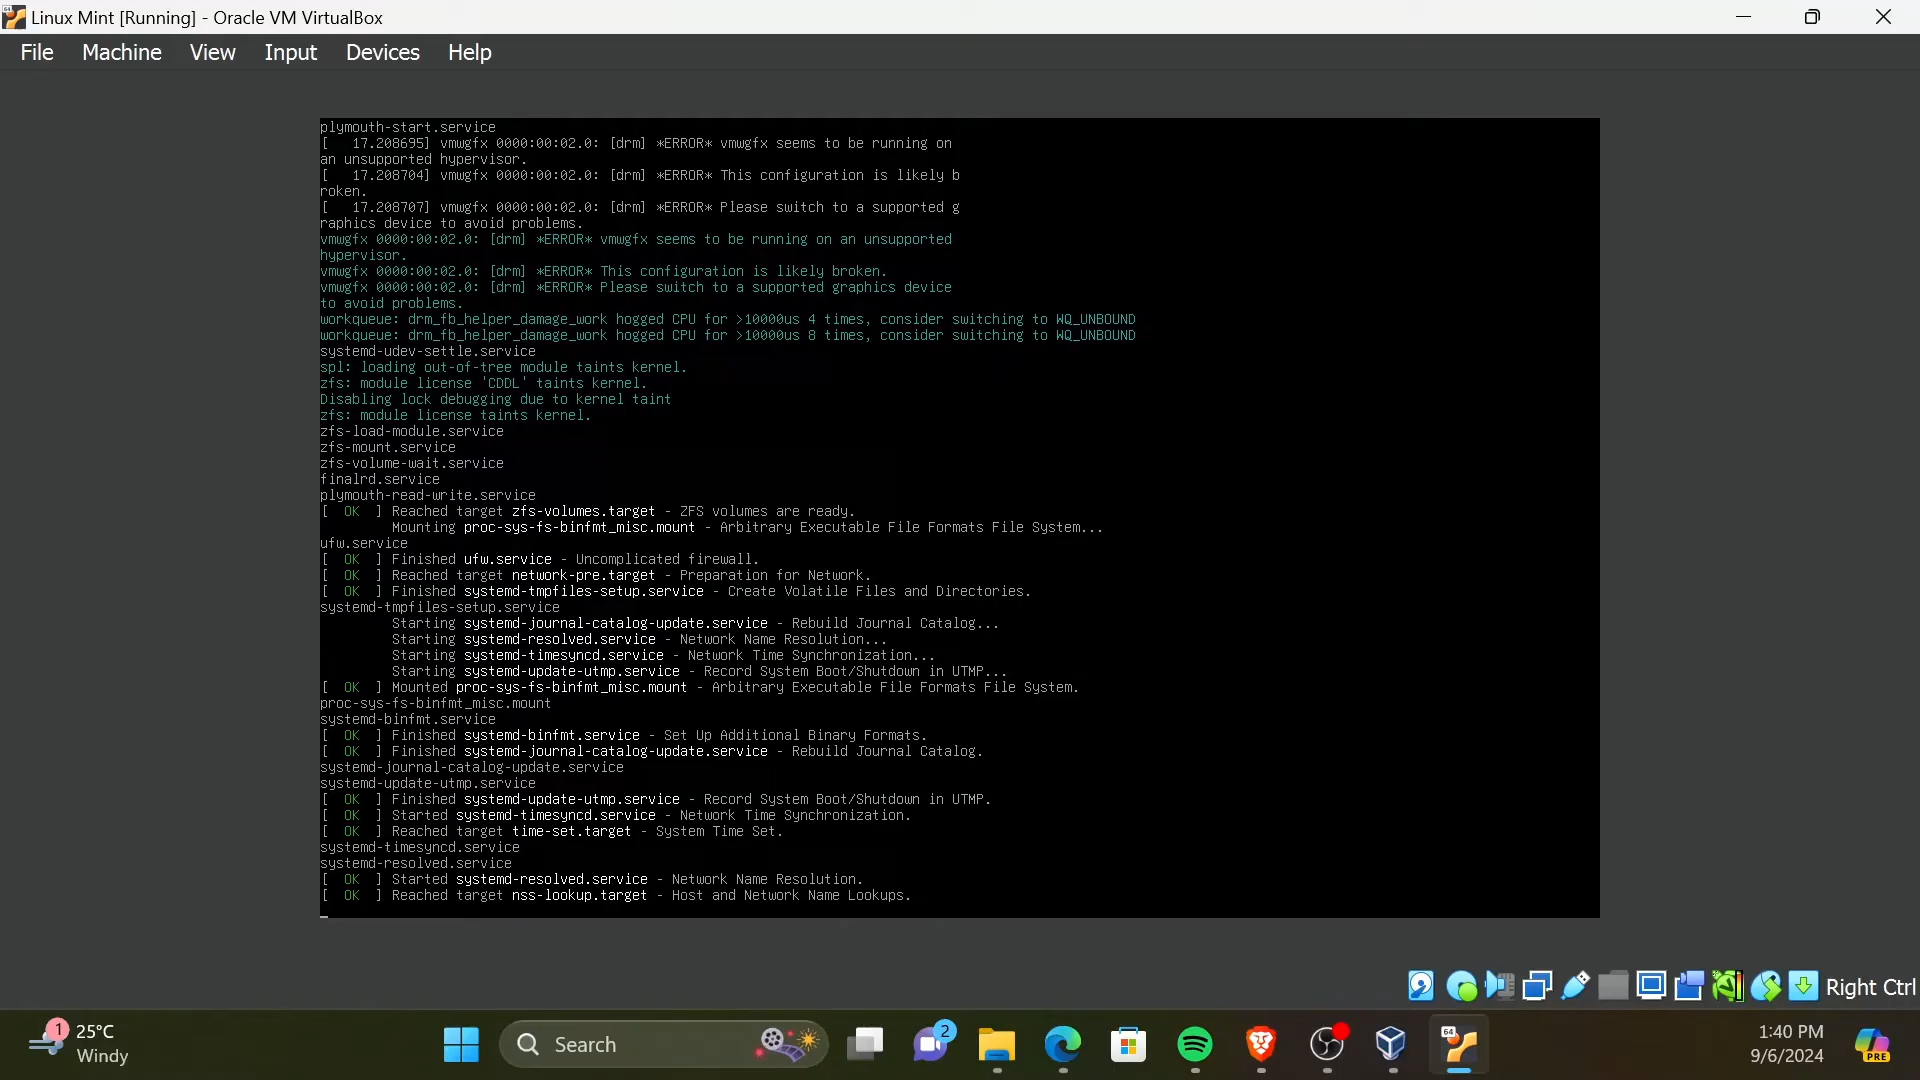 Linux Mint [Running] - Oracle VM VirtualBox
File Machine View Input Devices Help
plymouth-start.service
[   17.208695] vmwgfx 0000:00:02.0: [drm] *ERROR* vmwgfx seems to be running on
an unsupported hypervisor.
[   17.208704] vmwgfx 0000:00:02.0: [drm] *ERROR* This configuration is likely b
roken.
[   17.208707] vmwgfx 0000:00:02.0: [drm] *ERROR* Please switch to a supported g
raphics device to avoid problems.
vmwgfx 0000:00:02.0: [drm] *ERROR* vmwgfx seems to be running on an unsupported
hypervisor.
vmwgfx 0000:00:02.0: [drm] *ERROR* This configuration is likely broken.
vmwgfx 0000:00:02.0: [drm] *ERROR* Please switch to a supported graphics device
to avoid problems.
workqueue: drm_fb_helper_damage_work hogged CPU for >10000us 4 times, consider switching to WQ_UNBOUND
workqueue: drm_fb_helper_damage_work hogged CPU for >10000us 8 times, consider switching to WQ_UNBOUND
systemd-udev-settle.service
spl: loading out-of-tree module taints kernel.
zfs: module license 'CDDL' taints kernel.
Disabling lock debugging due to kernel taint
zfs: module license taints kernel.
zfs-load-module.service
zfs-mount.service
zfs-volume-wait.service
finalrd.service
plymouth-read-write.service
[  OK  ] Reached target zfs-volumes.target - ZFS volumes are ready.
Mounting proc-sys-fs-binfmt_misc.mount - Arbitrary Executable File Formats File System...
ufw.service
[  OK  ] Finished ufw.service - Uncomplicated firewall.
[  OK  ] Reached target network-pre.target - Preparation for Network.
[  OK  ] Finished systemd-tmpfiles-setup.service - Create Volatile Files and Directories.
systemd-tmpfiles-setup.service
Starting systemd-journal-catalog-update.service - Rebuild Journal Catalog...
Starting systemd-resolved.service - Network Name Resolution...
Starting systemd-timesyncd.service - Network Time Synchronization...
Starting systemd-update-utmp.service - Record System Boot/Shutdown in UTMP...
[  OK  ] Mounted proc-sys-fs-binfmt_misc.mount - Arbitrary Executable File Formats File System.
proc-sys-fs-binfmt_misc.mount
systemd-binfmt.service
[  OK  ] Finished systemd-binfmt.service - Set Up Additional Binary Formats.
[  OK  ] Finished systemd-journal-catalog-update.service - Rebuild Journal Catalog.
systemd-journal-catalog-update.service
systemd-update-utmp.service
[  OK  ] Finished systemd-update-utmp.service - Record System Boot/Shutdown in UTMP.
[  OK  ] Started systemd-timesyncd.service - Network Time Synchronization.
[  OK  ] Reached target time-set.target - System Time Set.
systemd-timesyncd.service
systemd-resolved.service
[  OK  ] Started systemd-resolved.service - Network Name Resolution.
[  OK  ] Reached target nss-lookup.target - Host and Network Name Lookups.
Right Ctrl
1
25°C
Windy
Search
2
64
1:40 PM
9/6/2024
PRE